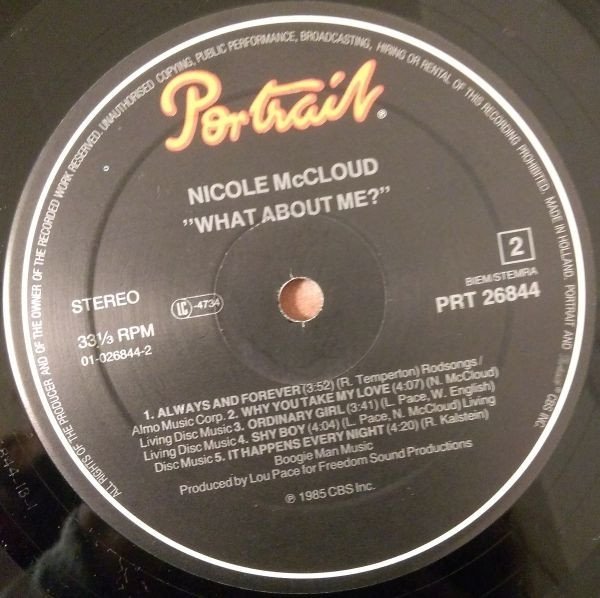 ALL RIGHTS OF THE PRODUCER AND OF THE OWNER OF THE RECORDED WORK RESERVED. UNAUTHORISED COPYING, PUBLIC PERFORMANCE, BROADCASTING, HIRING OR RENTAL OF THIS RECORDING PROHIBITED. MADE IN HOLLAND. PORTRAIT AND
CBS INC.
Portrait®
NICOLE McCLOUD
"WHAT ABOUT ME?"
2
BIEM/STEMRA
STEREO
LC-4734
PRT 26844
33⅓ RPM
01-026844-2
1. ALWAYS AND FOREVER (3:52) (R. Temperton) Rodsongs/
Almo Music Corp. 2. WHY YOU TAKE MY LOVE (4:07) (N. McCloud)
Living Disc Music 3. ORDINARY GIRL (3:41) (L. Pace, W. English)
Living Disc Music 4. SHY BOY (4:04) (L. Pace, N. McCloud) Living
Disc Music 5. IT HAPPENS EVERY NIGHT (4:20) (R. Kalstein)
Boogie Man Music
Produced by Lou Pace for Freedom Sound Productions
℗ 1985 CBS Inc.